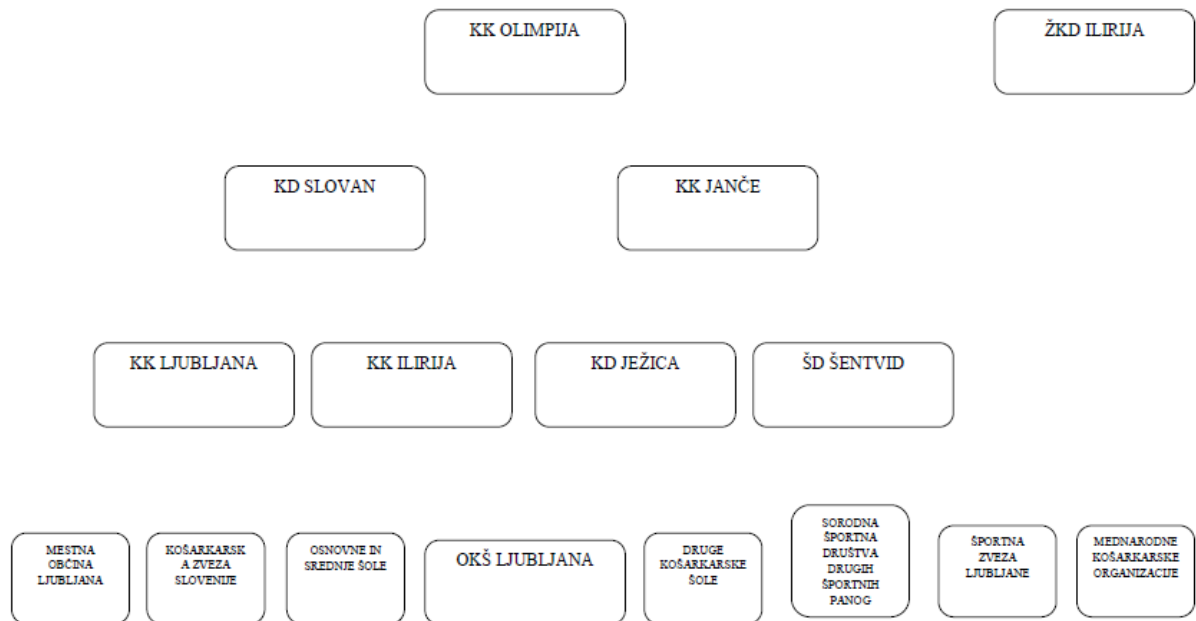 KK OLIMPIJA
ŽKD ILIRIJA
KD SLOVAN
KK JANČE
KK LJUBLJANA
KK ILIRIJA
KD JEŽICA
ŠD ŠENTVID
MESTNA
OBČINA
LJUBLJANA
KOŠARKARSK
A ZVEZA
SLOVENIJE
OSNOVNE IN
SREDNJE ŠOLE
OKŠ LJUBLJANA
DRUGE
KOŠARKARSKE
ŠOLE
SORODNA
ŠPORTNA
DRUŠTVA
DRUGIH
ŠPORTNIH
PANOG
ŠPORTNA
ZVEZA
LJUBLJANE
MEDNARODNE
KOŠARKARSKE
ORGANIZACIJE